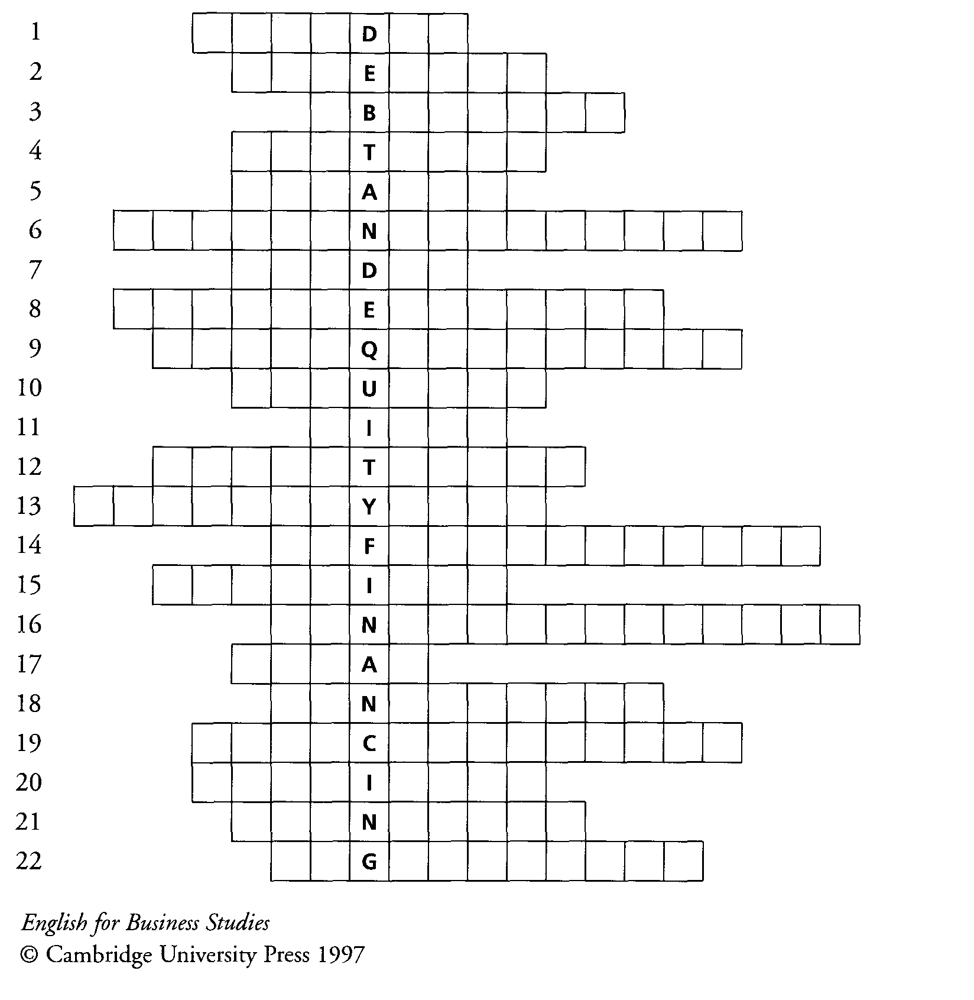 1 D
2 E
3 B
4 T
5 A
6 N
7 D
8 E
9 Q
10 U
11 I
12 T
13 Y
14 F
15 I
16 N
17 A
18 N
19 C
20 I
21 N
22 G
English for Business Studies
© Cambridge University Press 1997